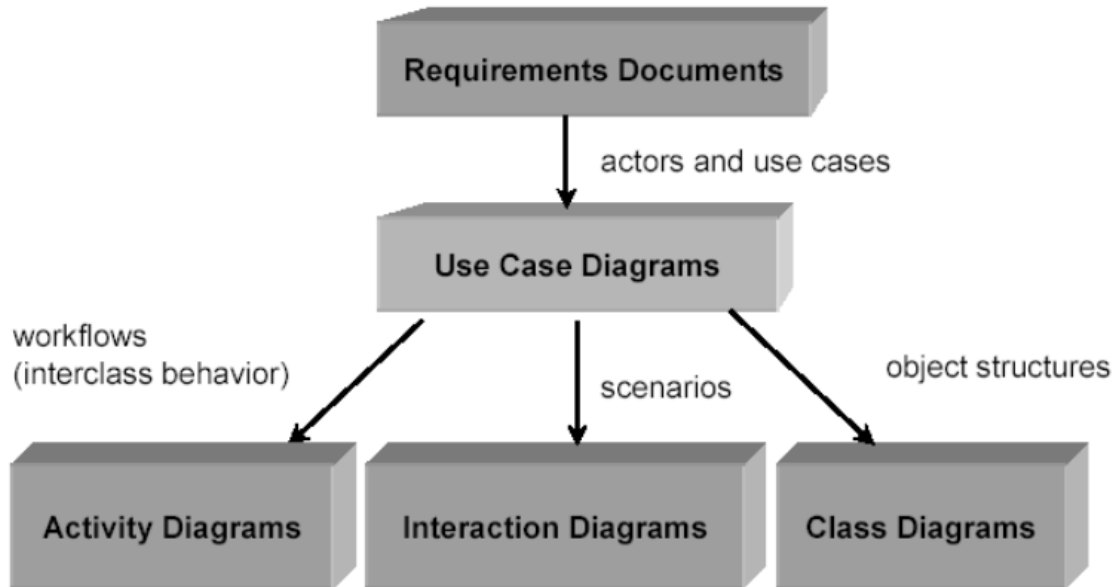 Requirements Documents
actors and use cases
Use Case Diagrams
workflows
(interclass behavior)
scenarios
object structures
Activity Diagrams
Interaction Diagrams
Class Diagrams